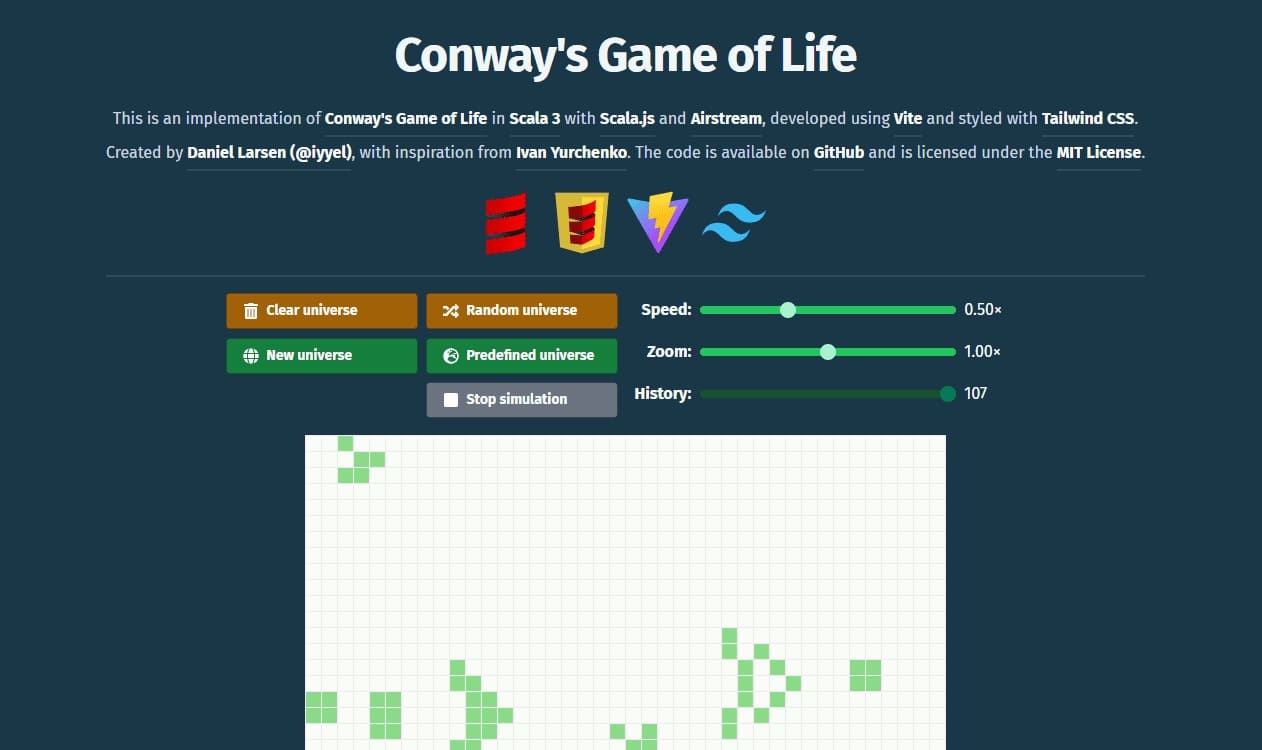 Conway's Game of Life
This is an implementation of Conway's Game of Life in Scala 3 with Scala.js and Airstream, developed using Vite and styled with Tailwind CSS.
Created by Daniel Larsen (@iyyel), with inspiration from Ivan Yurchenko. The code is available on GitHub and is licensed under the MIT License.
Clear universe
Random universe
Speed: 0.50×
New universe
Predefined universe
Zoom: 1.00×
Stop simulation
History: 107